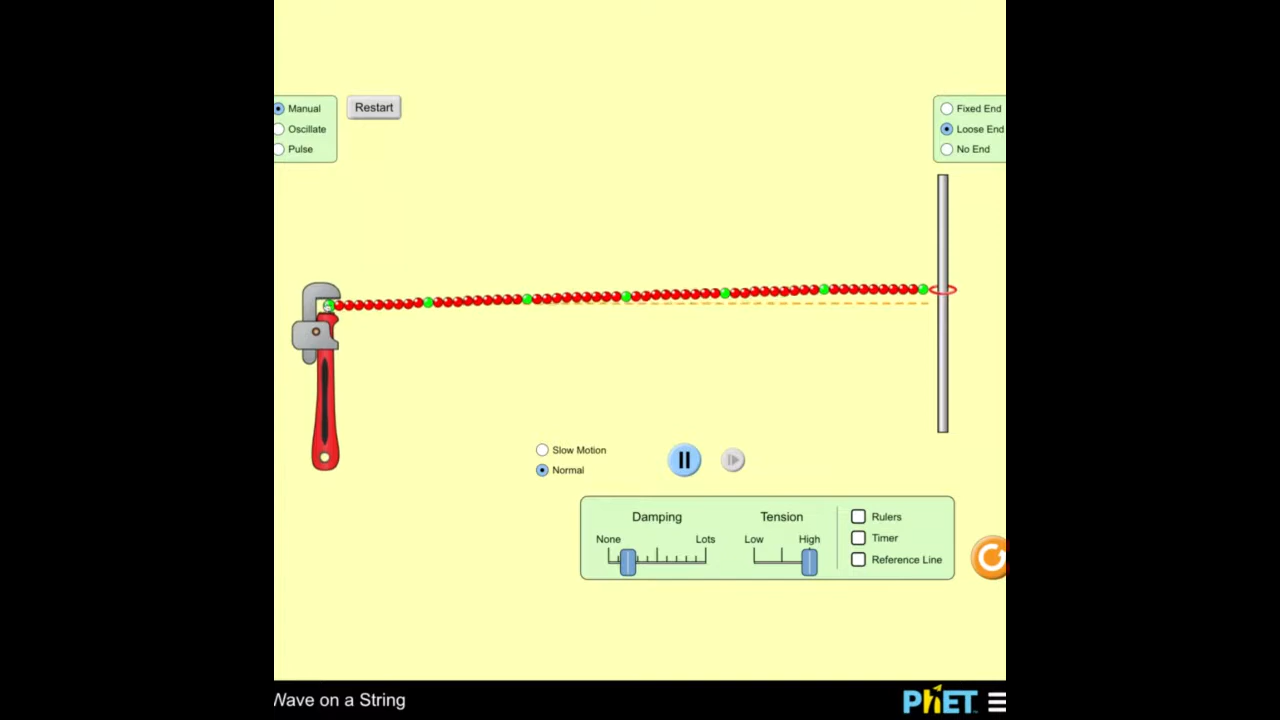 Manual
Oscillate
Pulse
Restart
Fixed End
Loose End
No End
Slow Motion
Normal
Damping
None
Lots
Tension
Low
High
Rulers
Timer
Reference Line
Wave on a String
PhET